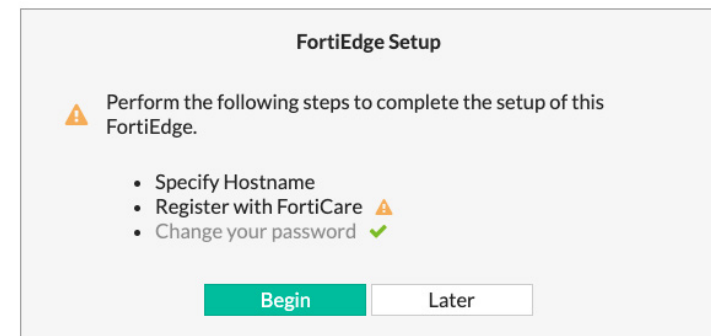 FortiEdge Setup
Perform the following steps to complete the setup of this
FortiEdge.
• Specify Hostname
• Register with FortiCare
• Change your password
Begin
Later